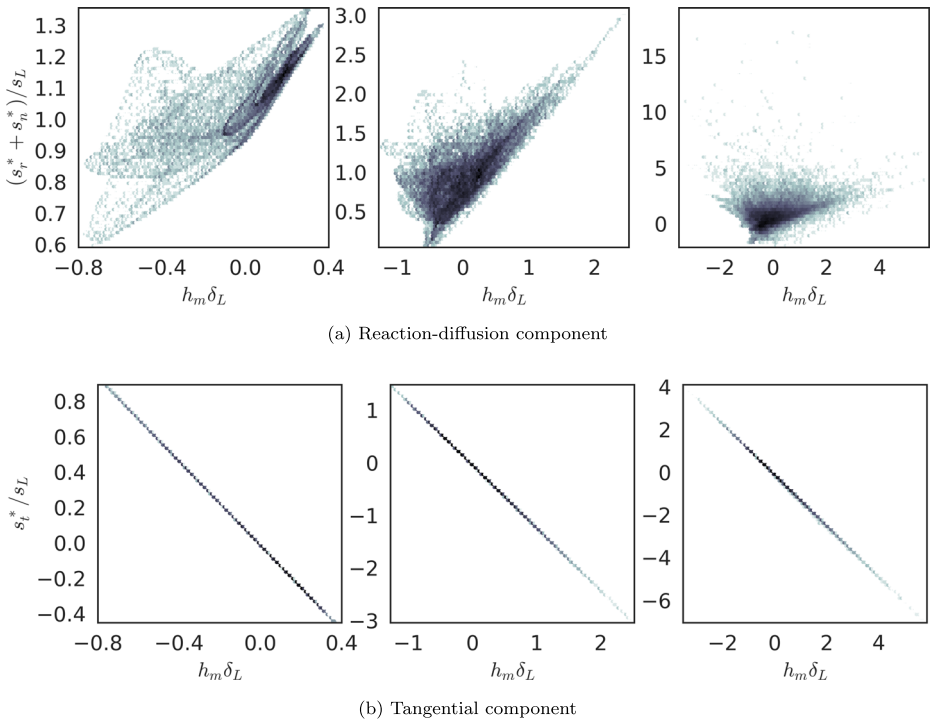 1.3
1.2
1.1
1.0
0.9
0.8
0.7
0.6
(s_r^* + s_n^*)/s_L
−0.8 −0.4 0.0 0.4
h_m δ_L
3.0
2.5
2.0
1.5
1.0
0.5
−1 0 1 2
h_m δ_L
15
10
5
0
−2 0 2 4
h_m δ_L
(a) Reaction-diffusion component
0.8
0.6
0.4
0.2
0.0
−0.2
−0.4
s_t^*/s_L
−0.8 −0.4 0.0 0.4
h_m δ_L
1
0
−1
−2
−3
−1 0 1 2
h_m δ_L
4
2
0
−2
−4
−6
−2 0 2 4
h_m δ_L
(b) Tangential component